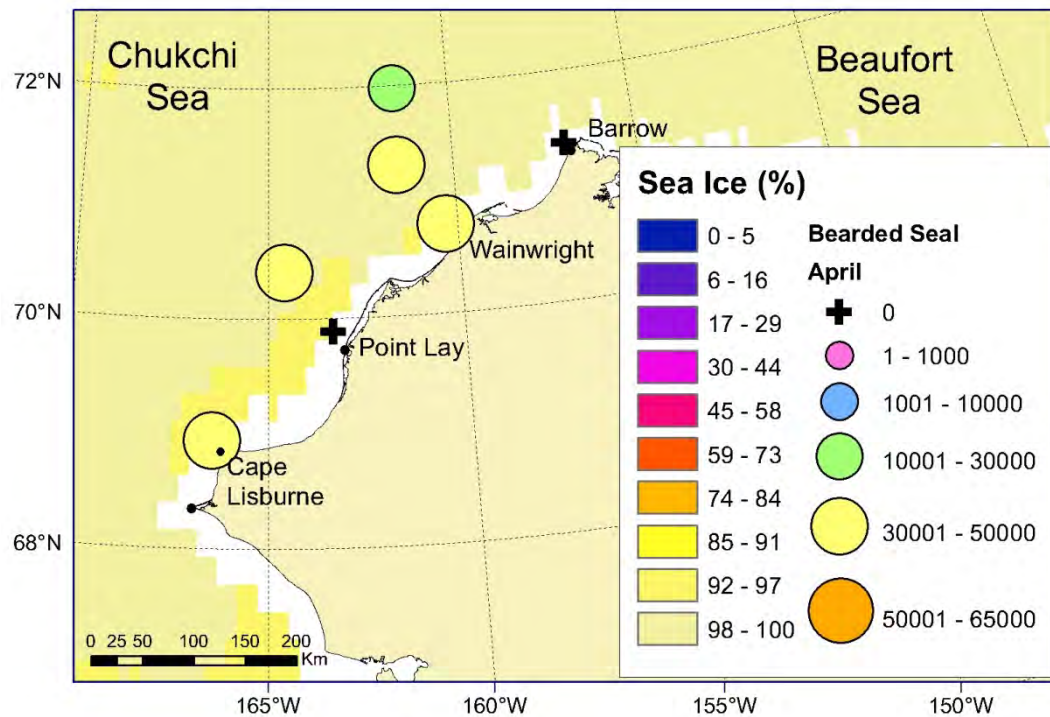 Chukchi
Sea
Beaufort
Sea
72°N
70°N
68°N
Barrow
Wainwright
Point Lay
Cape
Lisburne
0 25 50 100 150 200
Km
165°W
160°W
155°W
150°W
Sea Ice (%)
0 - 5
6 - 16
17 - 29
30 - 44
45 - 58
59 - 73
74 - 84
85 - 91
92 - 97
98 - 100
Bearded Seal
April
0
1 - 1000
1001 - 10000
10001 - 30000
30001 - 50000
50001 - 65000